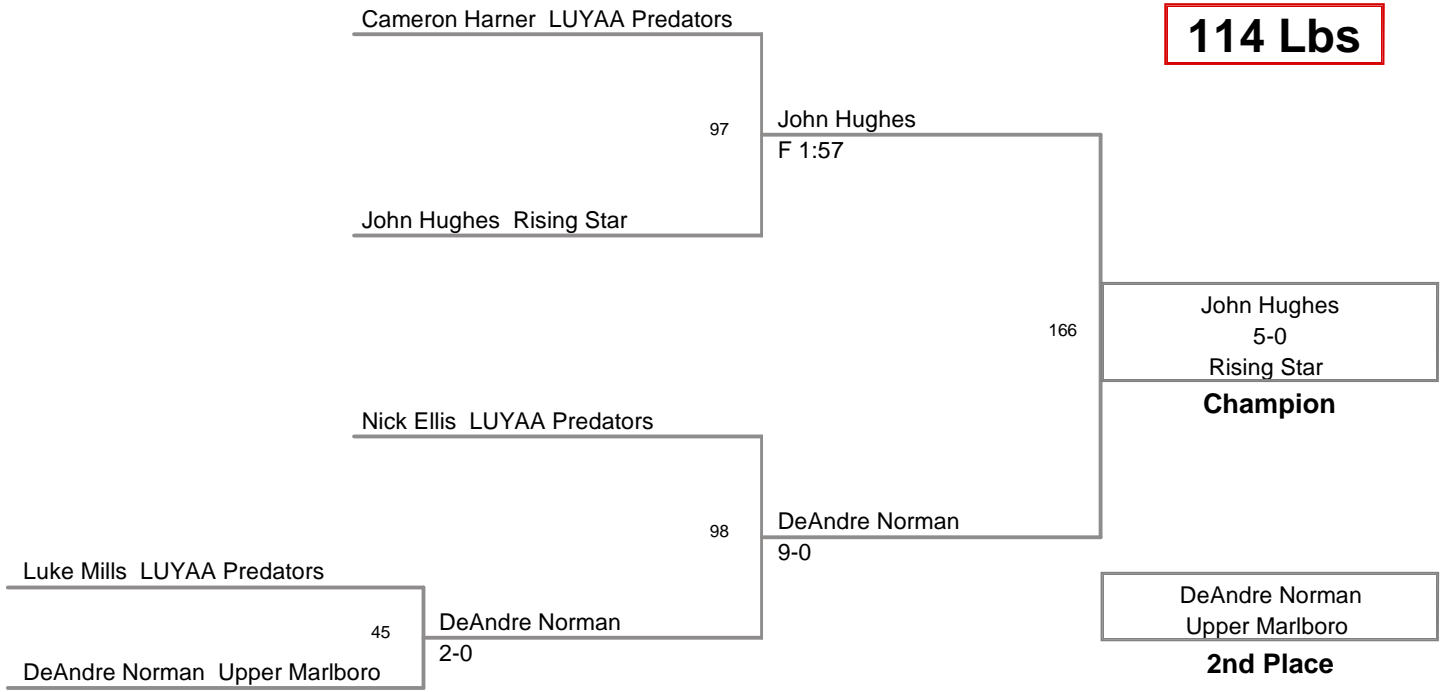 Cameron Harner LUYAA Predators
114 Lbs
97
John Hughes
F 1:57
John Hughes Rising Star
166
John Hughes
5-0
Rising Star
Champion
Nick Ellis LUYAA Predators
98
DeAndre Norman
9-0
Luke Mills LUYAA Predators
45
DeAndre Norman
2-0
DeAndre Norman Upper Marlboro
DeAndre Norman
Upper Marlboro
2nd Place